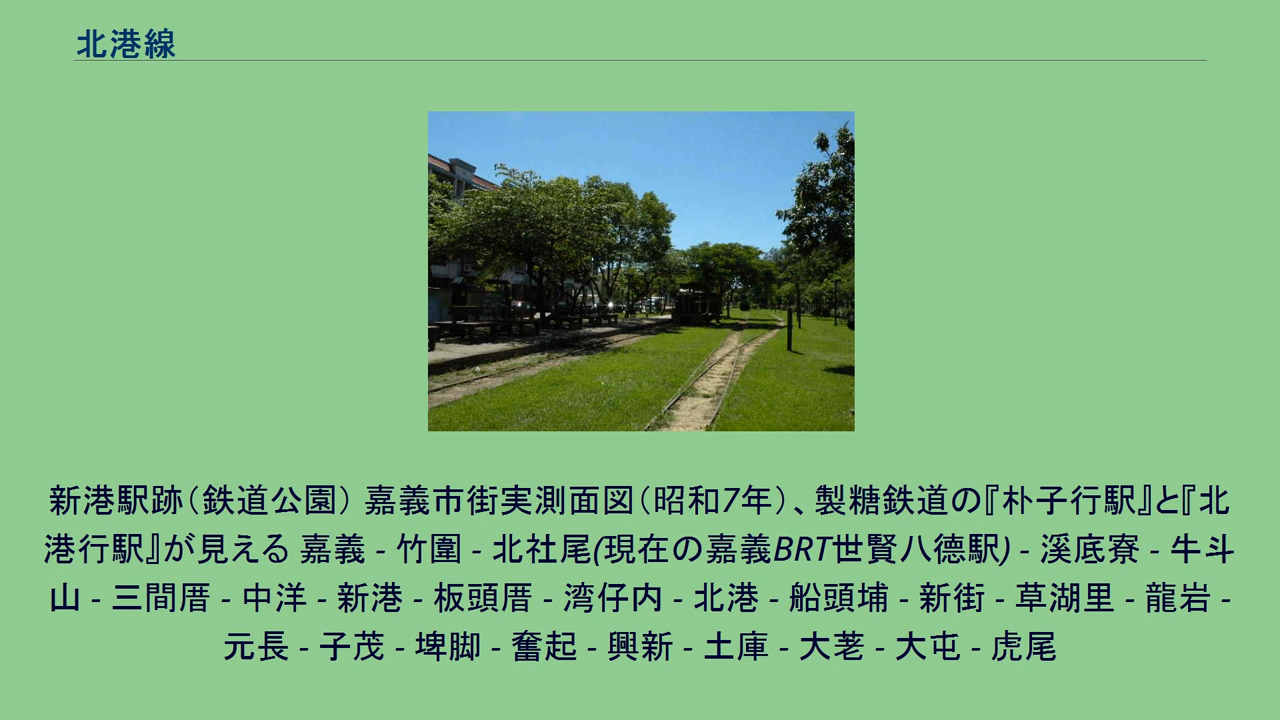 北港線
新港駅跡（鉄道公園） 嘉義市街実測面図（昭和7年）、製糖鉄道の『朴子行駅』と『北
港行駅』が見える 嘉義 - 竹圍 - 北社尾(現在の嘉義BRT世賢八德駅) - 溪底寮 - 牛斗
山 - 三間厝 - 中洋 - 新港 - 板頭厝 - 湾仔内 - 北港 - 船頭埔 - 新街 - 草湖里 - 龍岩 -
元長 - 子茂 - 埤脚 - 奮起 - 興新 - 土庫 - 大荖 - 大屯 - 虎尾